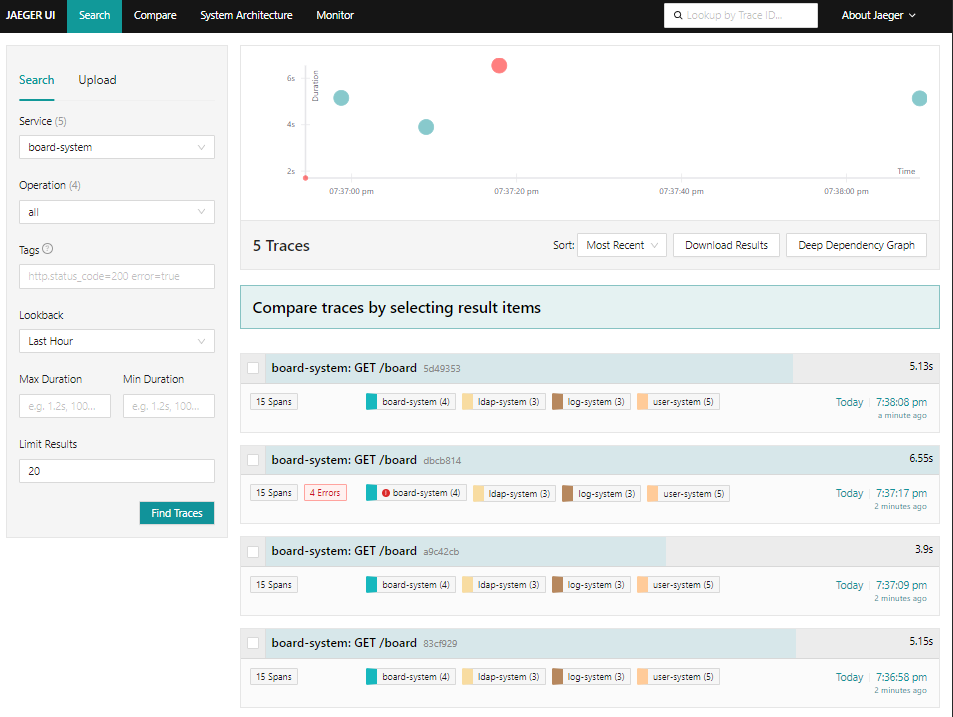 JAEGER UI Search Compare System Architecture Monitor Lookup by Trace ID... About Jaeger
Search Upload
Service (5)
board-system
Operation (4)
all
Tags ?
http.status_code=200 error=true
Lookback
Last Hour
Max Duration Min Duration
e.g. 1.2s, 100... e.g. 1.2s, 100...
Limit Results
20
Find Traces
Duration
6s
4s
2s
Time
07:37:00 pm 07:37:20 pm 07:37:40 pm 07:38:00 pm
5 Traces Sort: Most Recent Download Results Deep Dependency Graph
Compare traces by selecting result items
board-system: GET /board 5d49353 5.13s
15 Spans board-system (4) ldap-system (3) log-system (3) user-system (5) Today 7:38:08 pm
a minute ago
board-system: GET /board dbcb814 6.55s
15 Spans 4 Errors ! board-system (4) ldap-system (3) log-system (3) user-system (5) Today 7:37:17 pm
2 minutes ago
board-system: GET /board a9c42cb 3.9s
15 Spans board-system (4) ldap-system (3) log-system (3) user-system (5) Today 7:37:09 pm
2 minutes ago
board-system: GET /board 83cf929 5.15s
15 Spans board-system (4) ldap-system (3) log-system (3) user-system (5) Today 7:36:58 pm
2 minutes ago